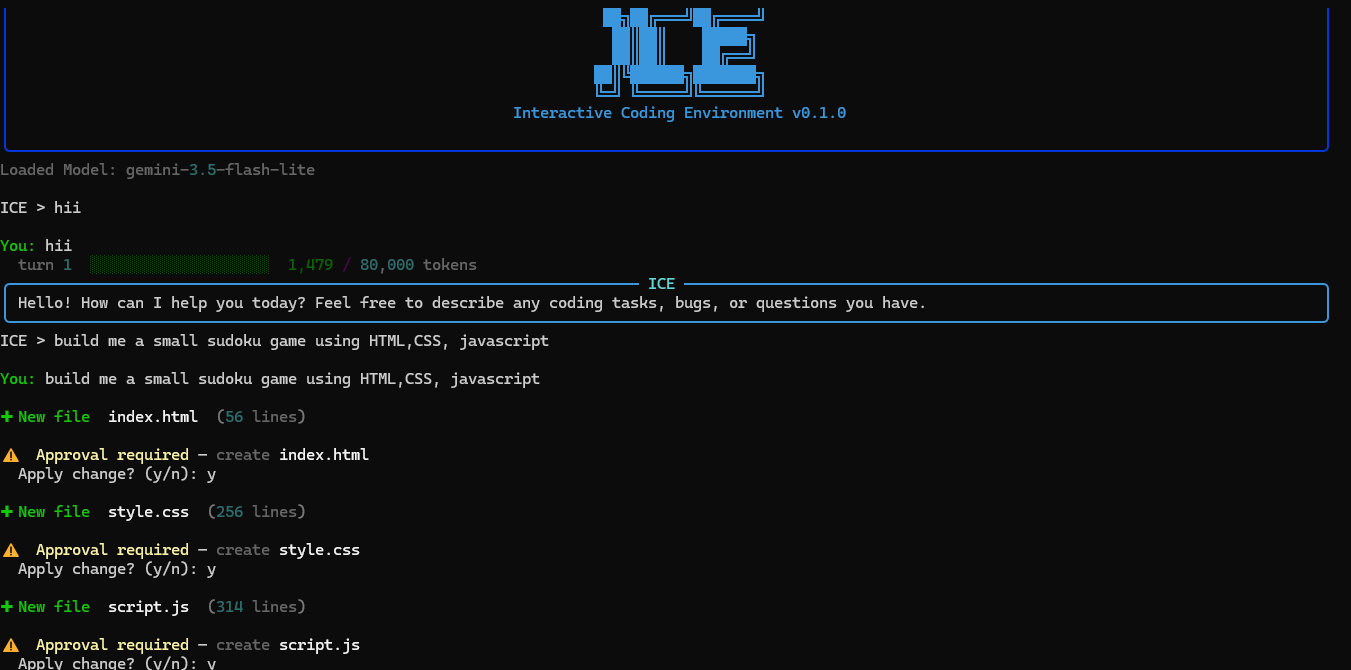 Interactive Coding Environment v0.1.0
Loaded Model: gemini-3.5-flash-lite
ICE > hii
You: hii
turn 1 1,479 / 80,000 tokens
ICE
Hello! How can I help you today? Feel free to describe any coding tasks, bugs, or questions you have.
ICE > build me a small sudoku game using HTML,CSS, javascript
You: build me a small sudoku game using HTML,CSS, javascript
+ New file index.html (56 lines)
Approval required — create index.html
Apply change? (y/n): y
+ New file style.css (256 lines)
Approval required — create style.css
Apply change? (y/n): y
+ New file script.js (314 lines)
Approval required — create script.js
Apply change? (y/n): y